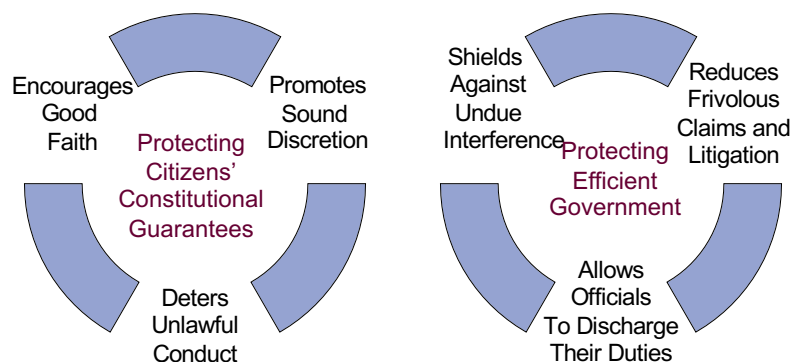 Encourages
Good
Faith
Promotes
Sound
Discretion
Protecting
Citizens’
Constitutional
Guarantees
Deters
Unlawful
Conduct
Shields
Against
Undue
Interference
Reduces
Frivolous
Claims and
Litigation
Protecting
Efficient
Government
Allows
Officials
To Discharge
Their Duties